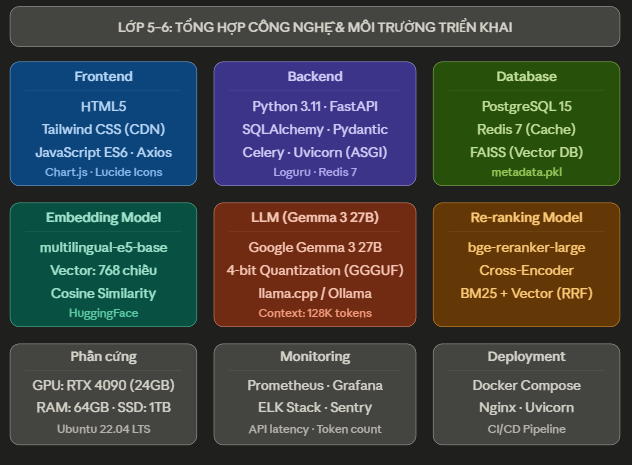 LỚP 5–6: TỔNG HỢP CÔNG NGHỆ & MÔI TRƯỜNG TRIỂN KHAI
Frontend
HTML5
Tailwind CSS (CDN)
JavaScript ES6 · Axios
Chart.js · Lucide Icons
Backend
Python 3.11 · FastAPI
SQLAlchemy · Pydantic
Celery · Uvicorn (ASGI)
Loguru · Redis 7
Database
PostgreSQL 15
Redis 7 (Cache)
FAISS (Vector DB)
metadata.pkl
Embedding Model
multilingual-e5-base
Vector: 768 chiều
Cosine Similarity
HuggingFace
LLM (Gemma 3 27B)
Google Gemma 3 27B
4-bit Quantization (GGGUF)
llama.cpp / Ollama
Context: 128K tokens
Re-ranking Model
bge-reranker-large
Cross-Encoder
BM25 + Vector (RRF)
Phần cứng
GPU: RTX 4090 (24GB)
RAM: 64GB · SSD: 1TB
Ubuntu 22.04 LTS
Monitoring
Prometheus · Grafana
ELK Stack · Sentry
API latency · Token count
Deployment
Docker Compose
Nginx · Uvicorn
CI/CD Pipeline